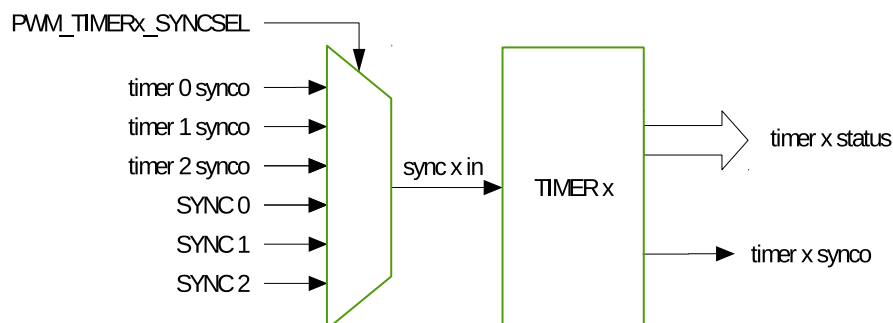 PWM_TIMERx_SYNCSEL
timer 0 synco
timer 1 synco
timer 2 synco
SYNC 0
SYNC 1
SYNC 2
sync x in
TIMER x
timer x status
timer x synco